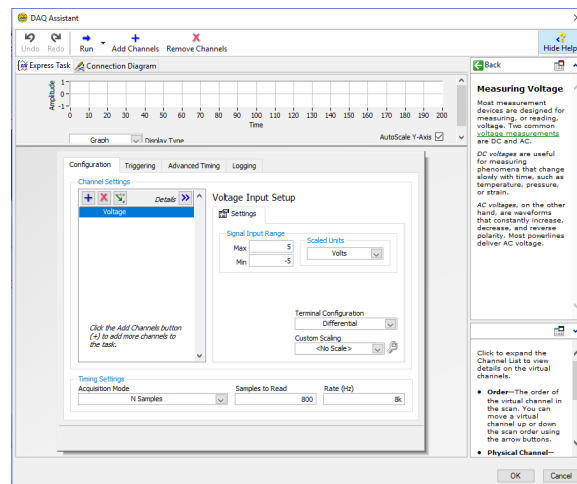 DAQ Assistant
Undo Redo Run Add Channels Remove Channels Hide Help
Express Task Connection Diagram
Amplitude
1
0
-1
0 10 20 30 40 50 60 70 80 90 100 110 120 130 140 150 160 170 180 190 200
Time
Graph Display Type AutoScale Y-Axis
Configuration Triggering Advanced Timing Logging
Channel Settings
Details
Voltage
Click the Add Channels button
(+) to add more channels to
the task.
Voltage Input Setup
Settings
Signal Input Range
Max 5
Min -5
Scaled Units
Volts
Terminal Configuration
Differential
Custom Scaling
<No Scale>
Timing Settings
Acquisition Mode Samples to Read Rate (Hz)
N Samples 800 8k
Back
Measuring Voltage
Most measurement
devices are designed for
measuring, or reading,
voltage. Two common
voltage measurements
are DC and AC.
DC voltages are useful
for measuring
phenomena that change
slowly with time, such as
temperature, pressure,
or strain.
AC voltages, on the other
hand, are waveforms
that constantly increase,
decrease, and reverse
polarity. Most powerlines
deliver AC voltage.
Click to expand the
Channel List to view
details on the virtual
channels.
• Order—The order of
the virtual channel in
the scan. You can
move a virtual
channel up or down
the scan order using
the arrow buttons.
• Physical Channel—
OK Cancel